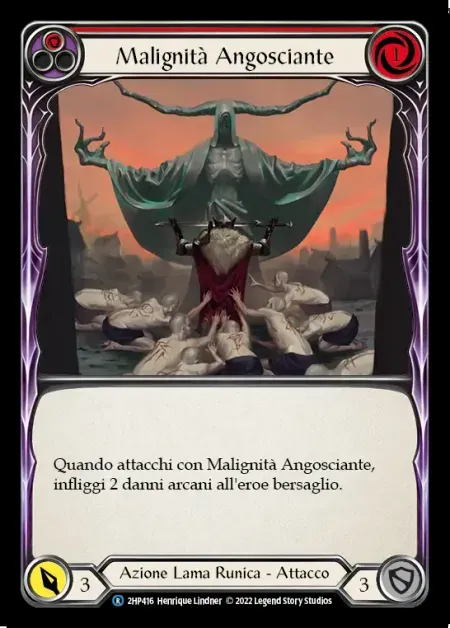 Malignità Angosciante
1
Quando attacchi con Malignità Angosciante,
infliggi 2 danni arcani all'eroe bersaglio.
3
Azione Lama Runica - Attacco
3
R 2HP416 Henrique Lindner © 2022 Legend Story Studios